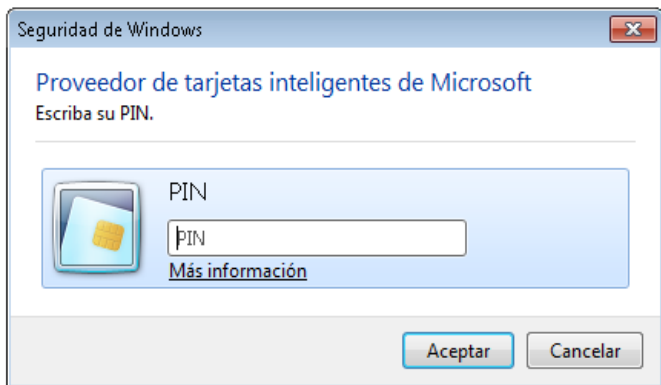 Seguridad de Windows
Proveedor de tarjetas inteligentes de Microsoft
Escriba su PIN.
PIN
PIN
Más información
Aceptar
Cancelar